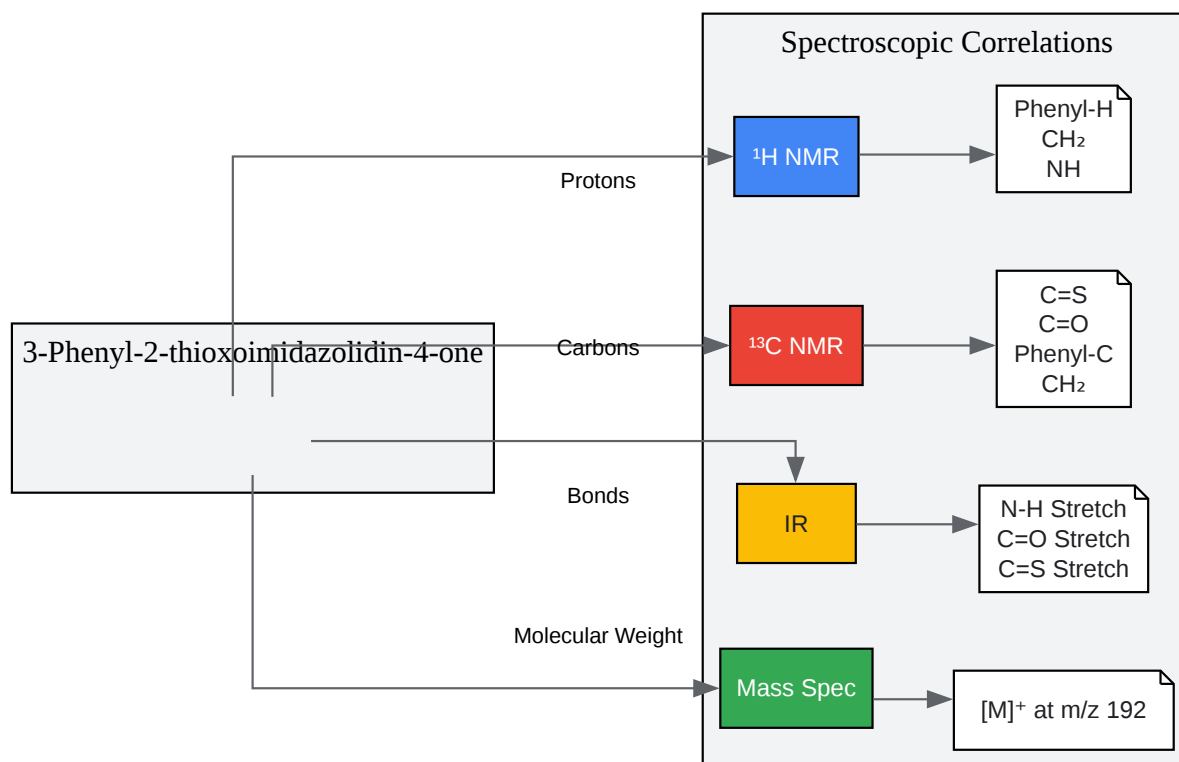 Spectroscopic Correlations
Protons
¹H NMR
Phenyl-H
CH₂
NH
3-Phenyl-2-thioxoimidazolidin-4-one
Carbons
¹³C NMR
C=S
C=O
Phenyl-C
CH₂
Bonds
IR
N-H Stretch
C=O Stretch
C=S Stretch
Molecular Weight
Mass Spec
[M]⁺ at m/z 192